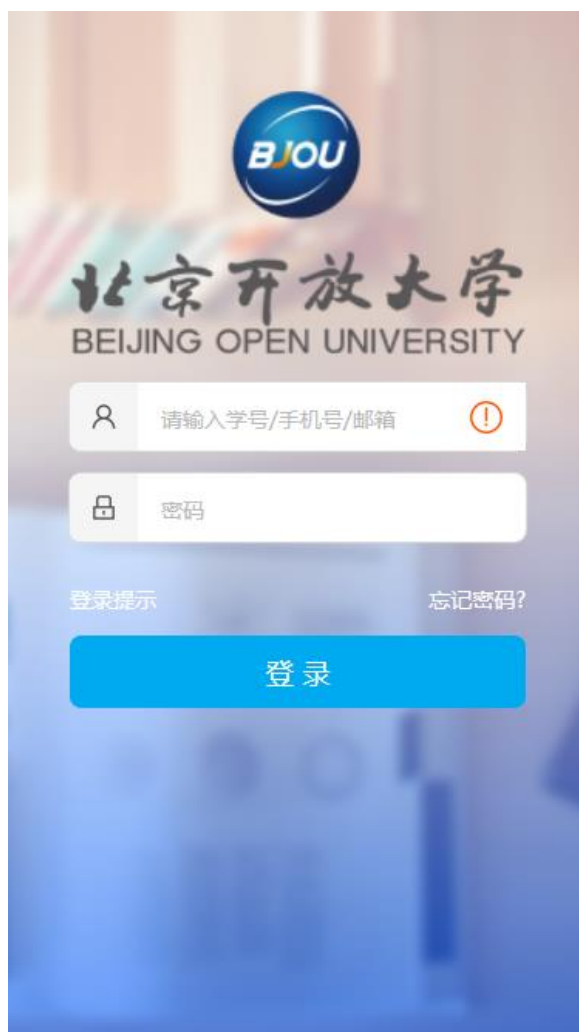 BJOU
北京开放大学
BEIJING OPEN UNIVERSITY
请输入学号/手机号/邮箱
密码
登录提示
忘记密码?
登录